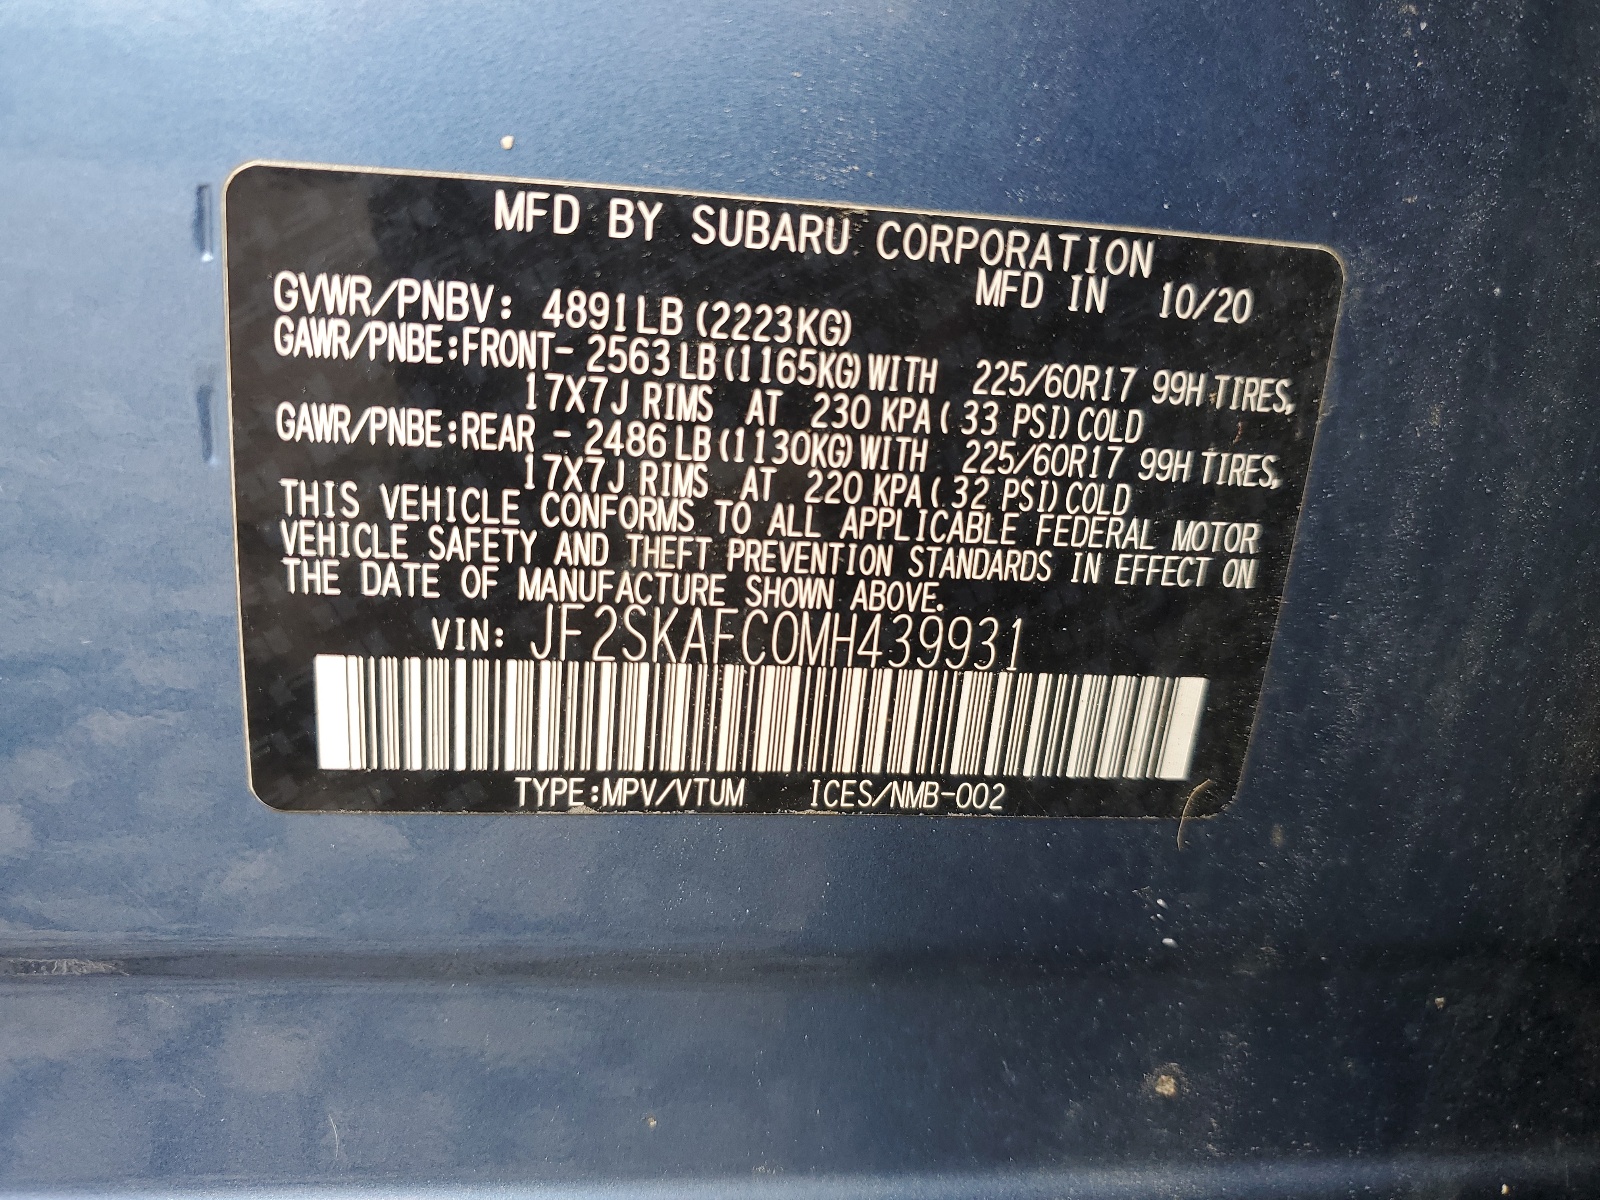 MFD BY SUBARU CORPORATION
MFD IN 10/20
GVWR/PNBV: 4891LB (2223KG)
GAWR/PNBE:FRONT- 2563LB(1165KG)WITH 225/60R17 99H TIRES,
17X7J RIMS AT 230 KPA( 33 PSI)COLD
GAWR/PNBE:REAR - 2486LB(1130KG)WITH 225/60R17 99H TIRES,
17X7J RIMS AT 220 KPA( 32 PSI)COLD
THIS VEHICLE CONFORMS TO ALL APPLICABLE FEDERAL MOTOR
VEHICLE SAFETY AND THEFT PREVENTION STANDARDS IN EFFECT ON
THE DATE OF MANUFACTURE SHOWN ABOVE.
VIN: JF2SKAFC0MH439931
TYPE:MPV/VTUM ICES/NMB-002